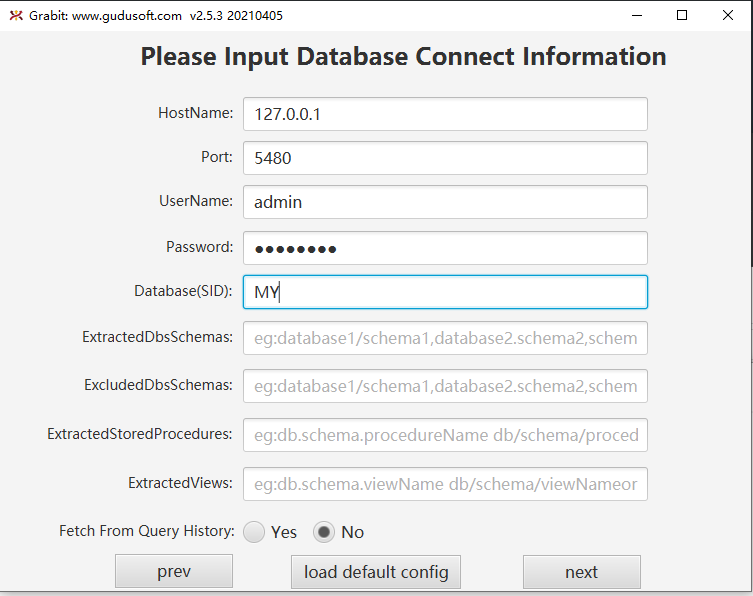 Grabit: www.gudusoft.com v2.5.3 20210405
Please Input Database Connect Information
HostName: 127.0.0.1
Port: 5480
UserName: admin
Password: ●●●●●●●●
Database(SID): MY
ExtractedDbsSchemas: eg:database1/schema1,database2.schema2,schem
ExcludedDbsSchemas: eg:database1/schema1,database2.schema2,schem
ExtractedStoredProcedures: eg:db.schema.procedureName db/schema/proced
ExtractedViews: eg:db.schema.viewName db/schema/viewNameor
Fetch From Query History: Yes No
prev load default config next